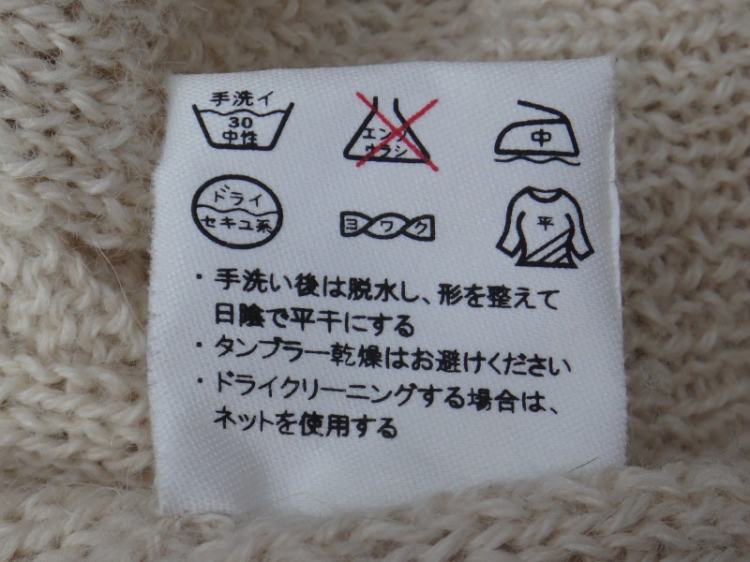 手洗イ
30
中性
エンソ
サラシ
中
ドライ
セキユ系
ヨワク
平
・手洗い後は脱水し、形を整えて
日陰で平干にする
・タンブラー乾燥はお避けください
・ドライクリーニングする場合は、
ネットを使用する